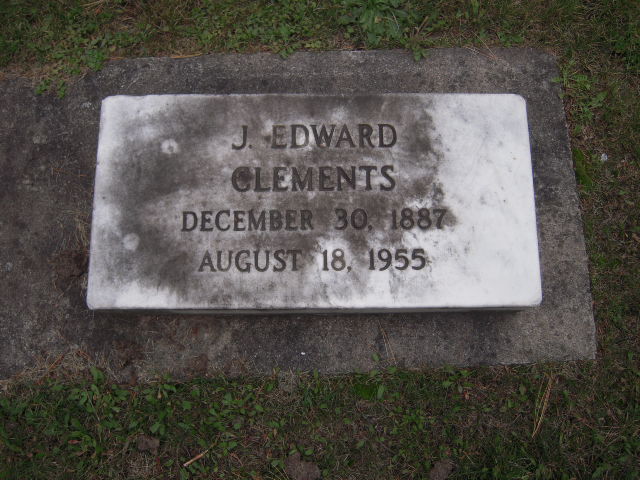 J. EDWARD
CLEMENTS
DECEMBER 30, 1887
AUGUST 18, 1955